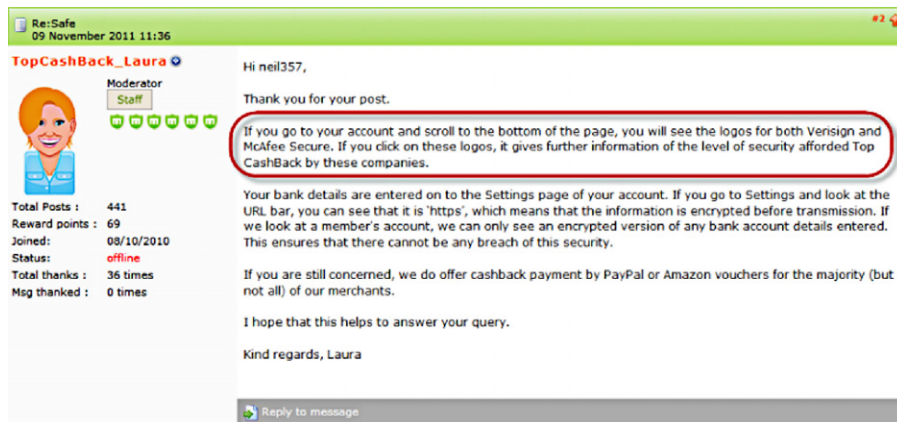 Re:Safe
09 November 2011 11:36
#2
TopCashBack_Laura
Moderator
Staff
Total Posts : 441
Reward points : 69
Joined: 08/10/2010
Status: offline
Total thanks : 36 times
Msg thanked : 0 times
Hi neil357,
Thank you for your post.
If you go to your account and scroll to the bottom of the page, you will see the logos for both Verisign and
McAfee Secure. If you click on these logos, it gives further information of the level of security afforded Top
CashBack by these companies.
Your bank details are entered on to the Settings page of your account. If you go to Settings and look at the
URL bar, you can see that it is 'https', which means that the information is encrypted before transmission. If
we look at a member's account, we can only see an encrypted version of any bank account details entered.
This ensures that there cannot be any breach of this security.
If you are still concerned, we do offer cashback payment by PayPal or Amazon vouchers for the majority (but
not all) of our merchants.
I hope that this helps to answer your query.
Kind regards, Laura
Reply to message